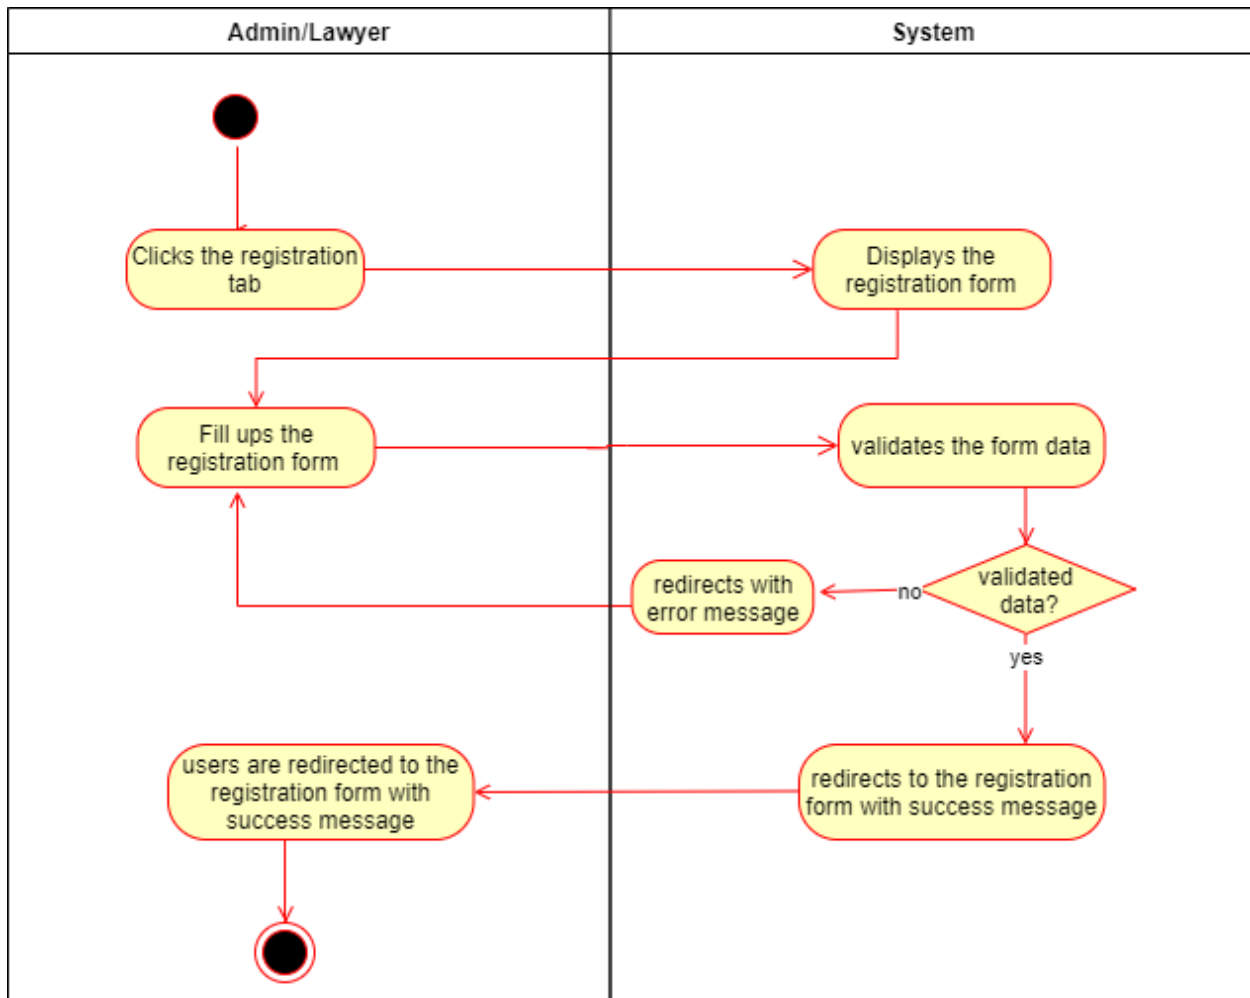 Admin/Lawyer
System
Clicks the registration
tab
Displays the
registration form
Fill ups the
registration form
validates the form data
validated
data?
no
redirects with
error message
yes
users are redirected to the
registration form with
success message
redirects to the registration
form with success message